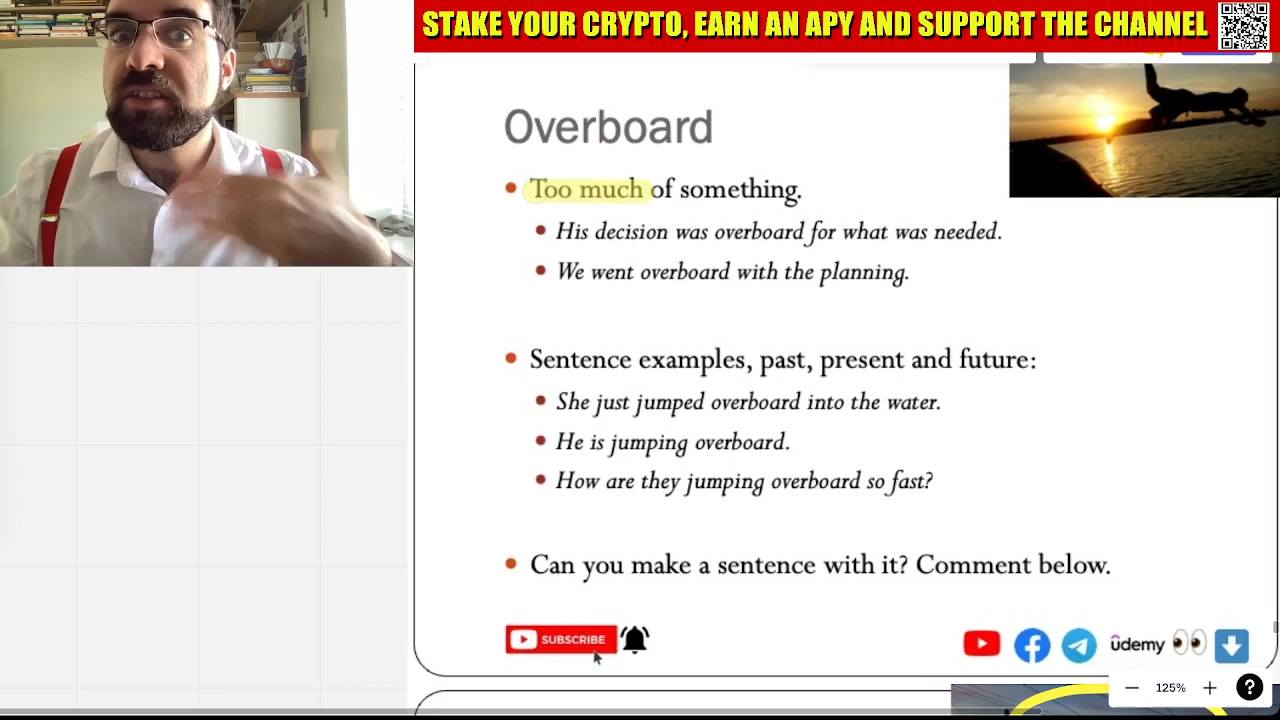 STAKE YOUR CRYPTO, EARN AN APY AND SUPPORT THE CHANNEL
Overboard
Too much of something.
His decision was overboard for what was needed.
We went overboard with the planning.
Sentence examples, past, present and future:
She just jumped overboard into the water.
He is jumping overboard.
How are they jumping overboard so fast?
Can you make a sentence with it? Comment below.
SUBSCRIBE
ûdemy
125%
?